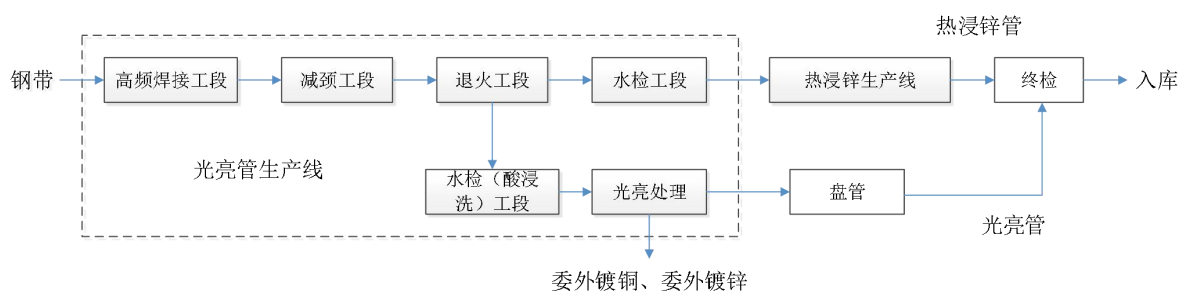 热浸锌管
钢带
高频焊接工段
减颈工段
退火工段
水检工段
热浸锌生产线
终检
入库
光亮管生产线
水检（酸浸
洗）工段
光亮处理
盘管
光亮管
委外镀铜、委外镀锌